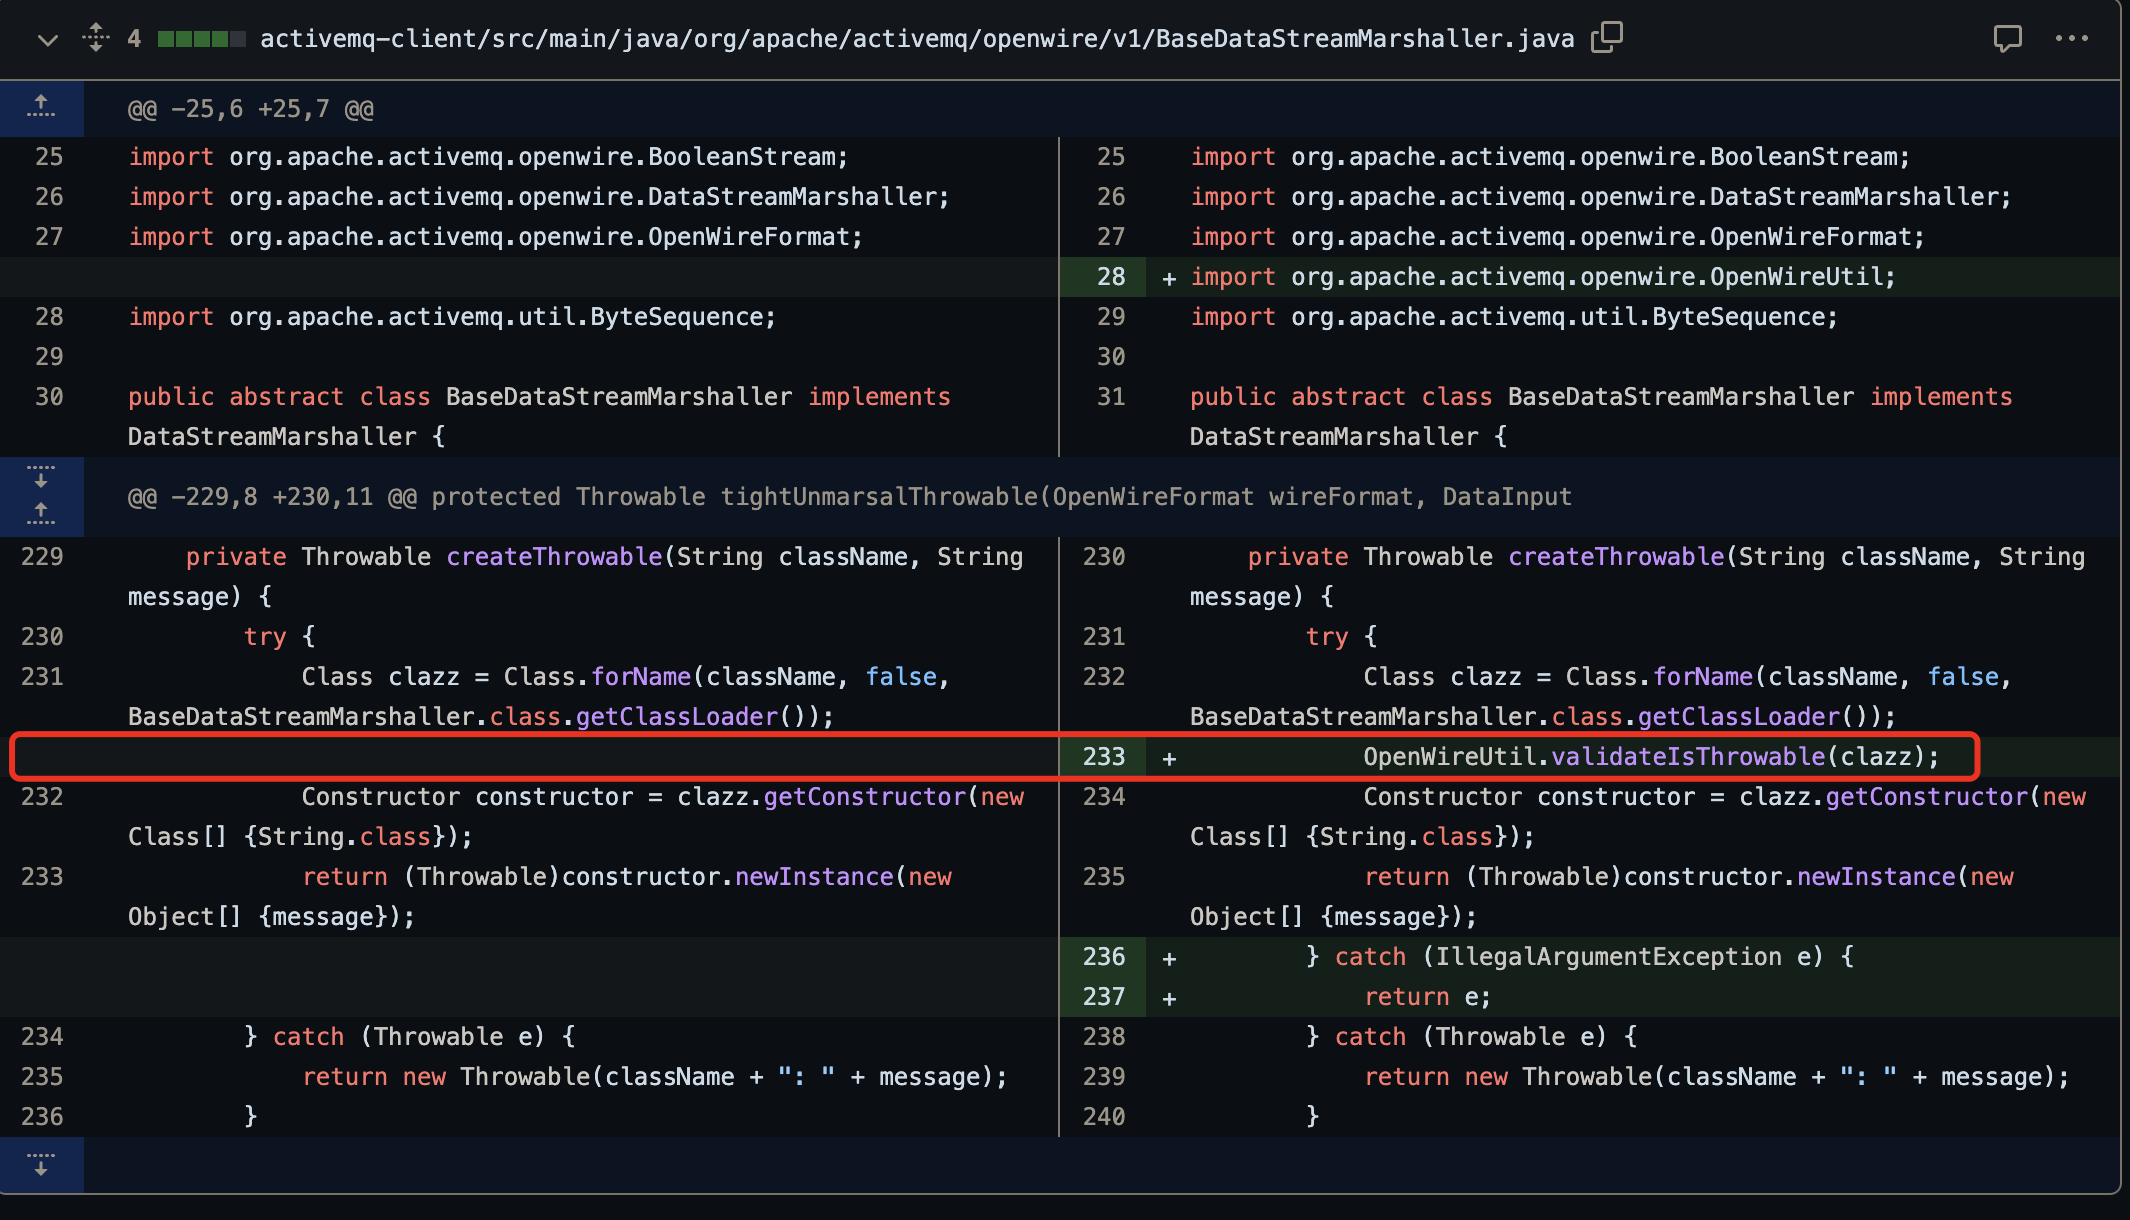 4 activemq-client/src/main/java/org/apache/activemq/openwire/v1/BaseDataStreamMarshaller.java
@@ -25,6 +25,7 @@
25 import org.apache.activemq.openwire.BooleanStream;
26 import org.apache.activemq.openwire.DataStreamMarshaller;
27 import org.apache.activemq.openwire.OpenWireFormat;
28 import org.apache.activemq.util.ByteSequence;
29
30 public abstract class BaseDataStreamMarshaller implements
DataStreamMarshaller {
25 import org.apache.activemq.openwire.BooleanStream;
26 import org.apache.activemq.openwire.DataStreamMarshaller;
27 import org.apache.activemq.openwire.OpenWireFormat;
28 + import org.apache.activemq.openwire.OpenWireUtil;
29 import org.apache.activemq.util.ByteSequence;
30
31 public abstract class BaseDataStreamMarshaller implements
DataStreamMarshaller {
@@ -229,8 +230,11 @@ protected Throwable tightUnmarsalThrowable(OpenWireFormat wireFormat, DataInput
229 private Throwable createThrowable(String className, String
message) {
230 try {
231 Class clazz = Class.forName(className, false,
BaseDataStreamMarshaller.class.getClassLoader());
232 Constructor constructor = clazz.getConstructor(new
Class[] {String.class});
233 return (Throwable)constructor.newInstance(new
Object[] {message});
234 } catch (Throwable e) {
235 return new Throwable(className + ": " + message);
236 }
230 private Throwable createThrowable(String className, String
message) {
231 try {
232 Class clazz = Class.forName(className, false,
BaseDataStreamMarshaller.class.getClassLoader());
233 + OpenWireUtil.validateIsThrowable(clazz);
234 Constructor constructor = clazz.getConstructor(new
Class[] {String.class});
235 return (Throwable)constructor.newInstance(new
Object[] {message});
236 + } catch (IllegalArgumentException e) {
237 + return e;
238 } catch (Throwable e) {
239 return new Throwable(className + ": " + message);
240 }